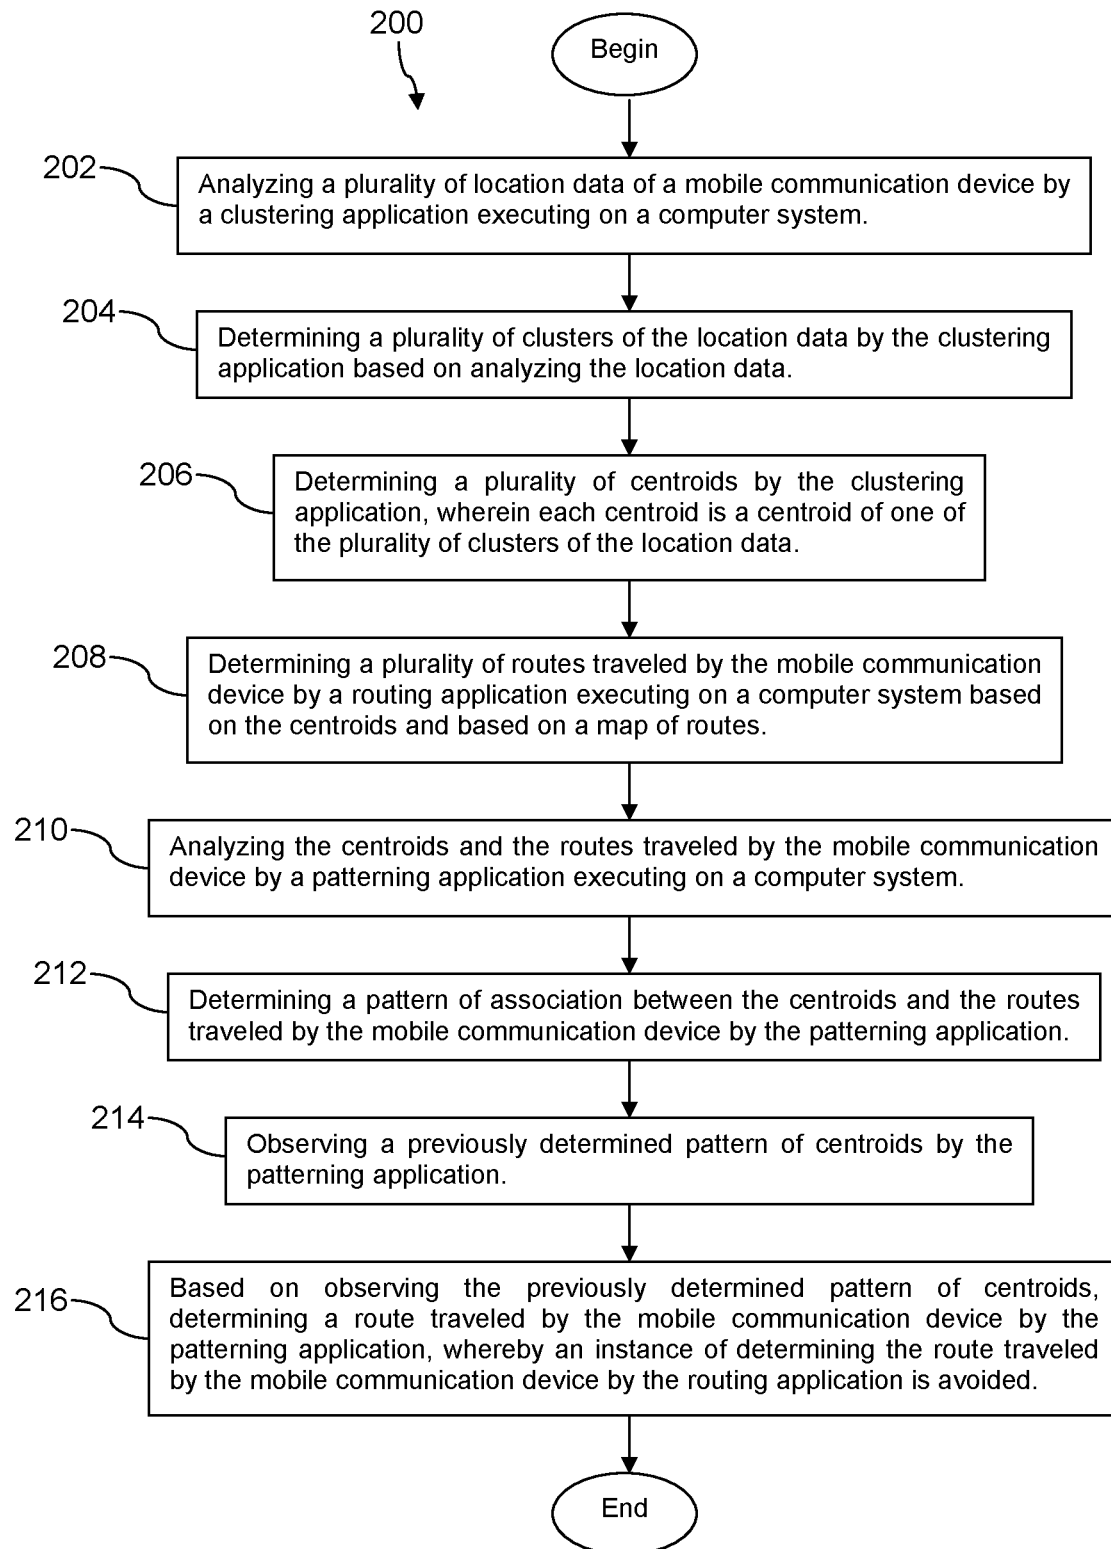 200
Begin
202
Analyzing a plurality of location data of a mobile communication device by
a clustering application executing on a computer system.
204
Determining a plurality of clusters of the location data by the clustering
application based on analyzing the location data.
206
Determining a plurality of centroids by the clustering
application, wherein each centroid is a centroid of one of
the plurality of clusters of the location data.
208
Determining a plurality of routes traveled by the mobile communication
device by a routing application executing on a computer system based
on the centroids and based on a map of routes.
210
Analyzing the centroids and the routes traveled by the mobile communication
device by a patterning application executing on a computer system.
212
Determining a pattern of association between the centroids and the routes
traveled by the mobile communication device by the patterning application.
214
Observing a previously determined pattern of centroids by the
patterning application.
216
Based on observing the previously determined pattern of centroids,
determining a route traveled by the mobile communication device by the
patterning application, whereby an instance of determining the route traveled
by the mobile communication device by the routing application is avoided.
End